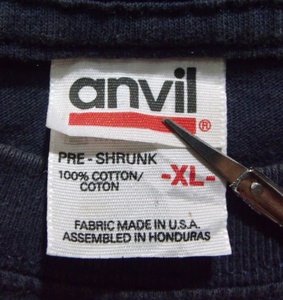 anvil
®
PRE - SHRUNK
100% COTTON/
COTON
-XL-
FABRIC MADE IN U.S.A.
ASSEMBLED IN HONDURAS